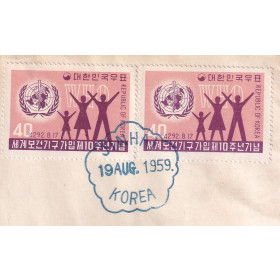 대한민국우표
WHO
REPUBLIC OF KOREA
40
4292.8.17
세계보건기구가입제10주년기념
대한민국우표
WHO
REPUBLIC OF KOREA
40
4292.8.17
세계보건기구가입제10주년기념
19 AUG. 1959.
KOREA